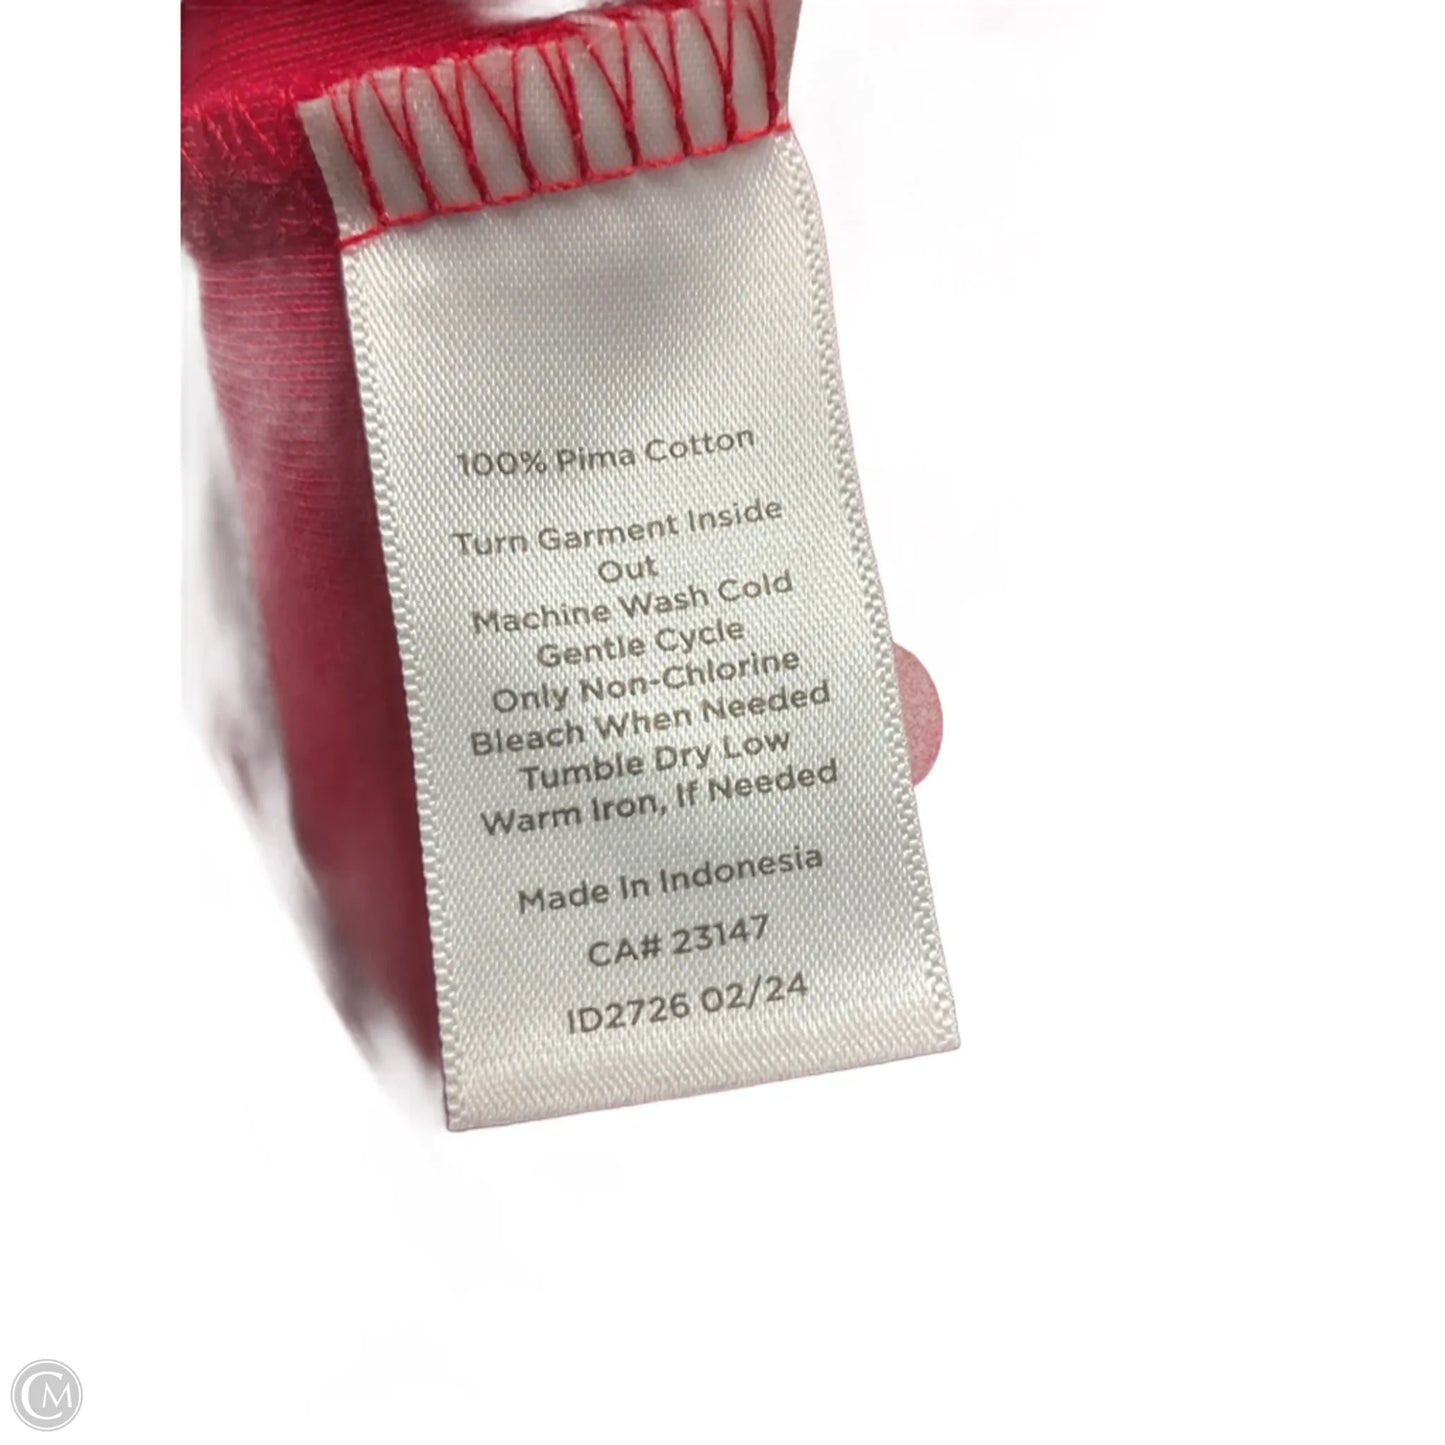 100% Pima Cotton
Turn Garment Inside
Out
Machine Wash Cold
Gentle Cycle
Only Non-Chlorine
Bleach When Needed
Tumble Dry Low
Warm Iron, If Needed
Made In Indonesia
CA# 23147
ID2726 02/24
CM